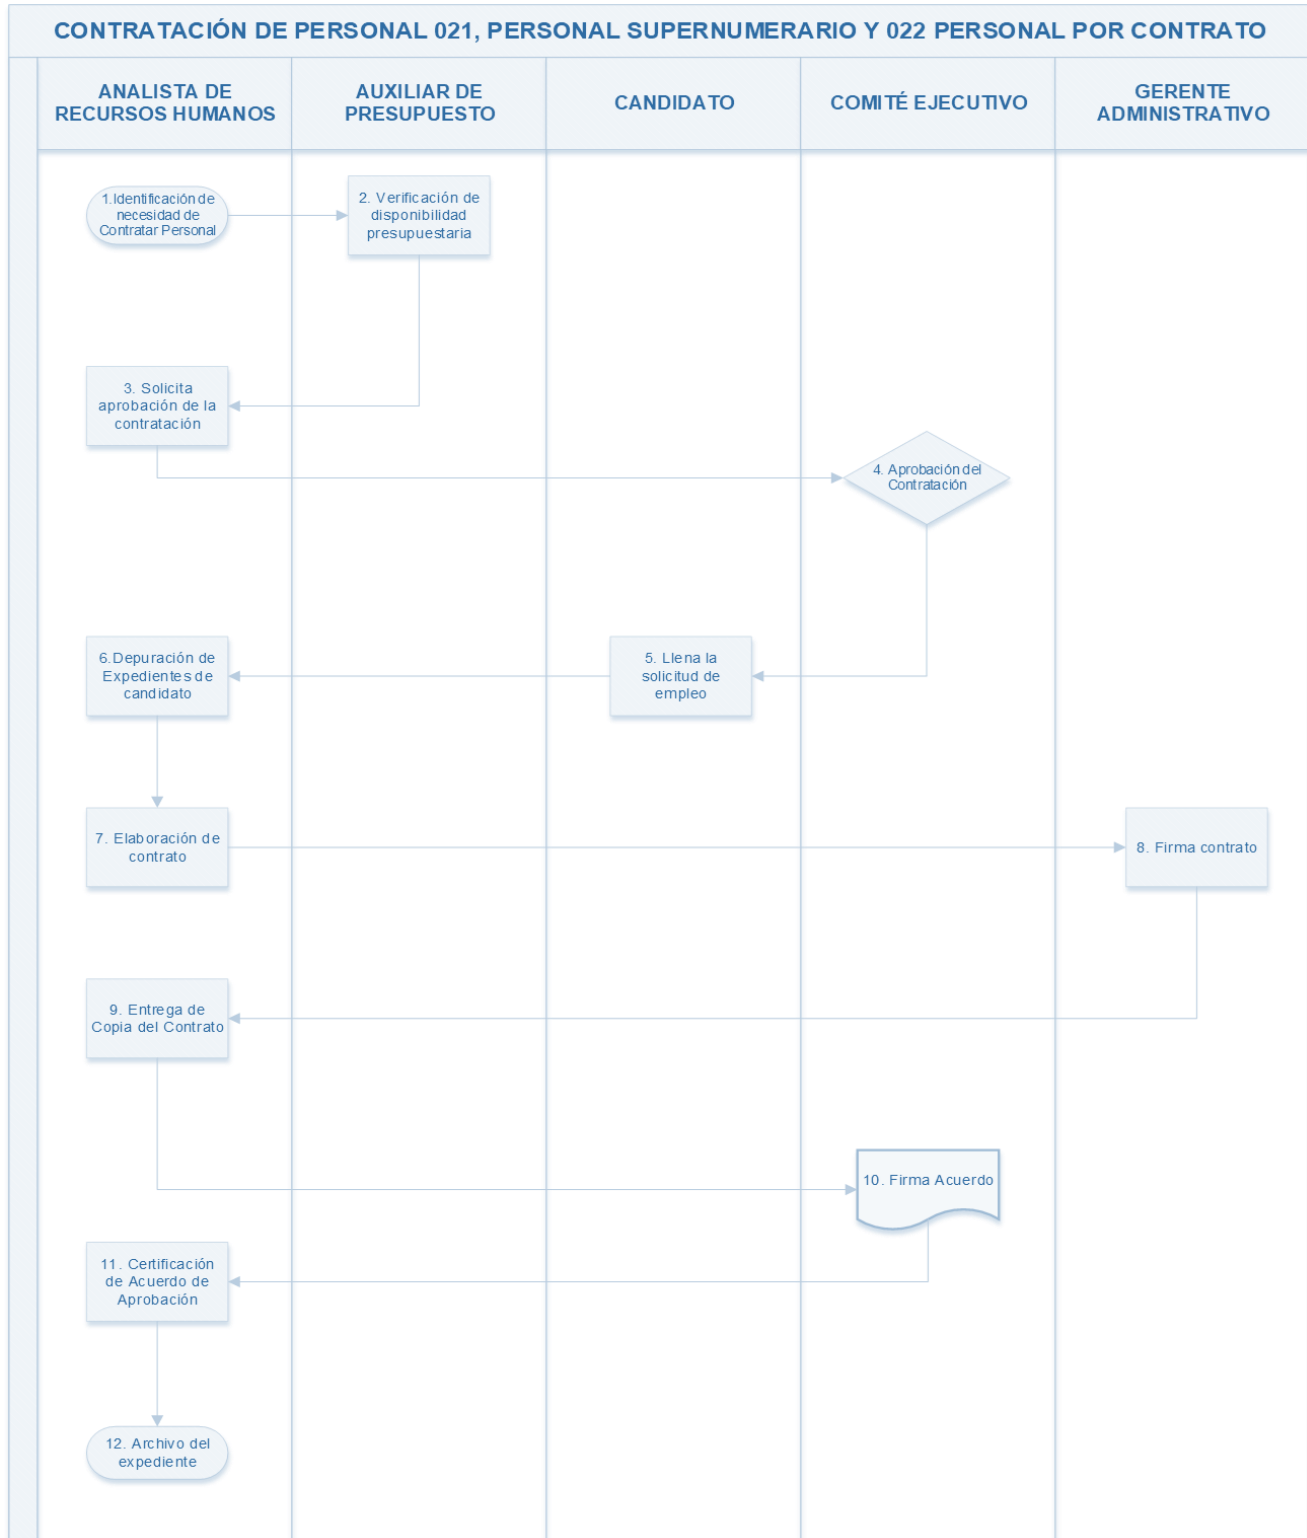 CONTRATACIÓN DE PERSONAL 021, PERSONAL SUPERNUMERARIO Y 022 PERSONAL POR CONTRATO
ANALISTA DE
RECURSOS HUMANOS
AUXILIAR DE
PRESUPUESTO
CANDIDATO
COMITÉ EJECUTIVO
GERENTE
ADMINISTRATIVO
1.Identificación de
necesidad de
Contratar Personal
2. Verificación de
disponibilidad
presupuestaria
3. Solicita
aprobación de la
contratación
4. Aprobación del
Contratación
5. Llena la
solicitud de
empleo
6.Depuración de
Expedientes de
candidato
7. Elaboración de
contrato
8. Firma contrato
9. Entrega de
Copia del Contrato
10. Firma Acuerdo
11. Certificación
de Acuerdo de
Aprobación
12. Archivo del
expediente